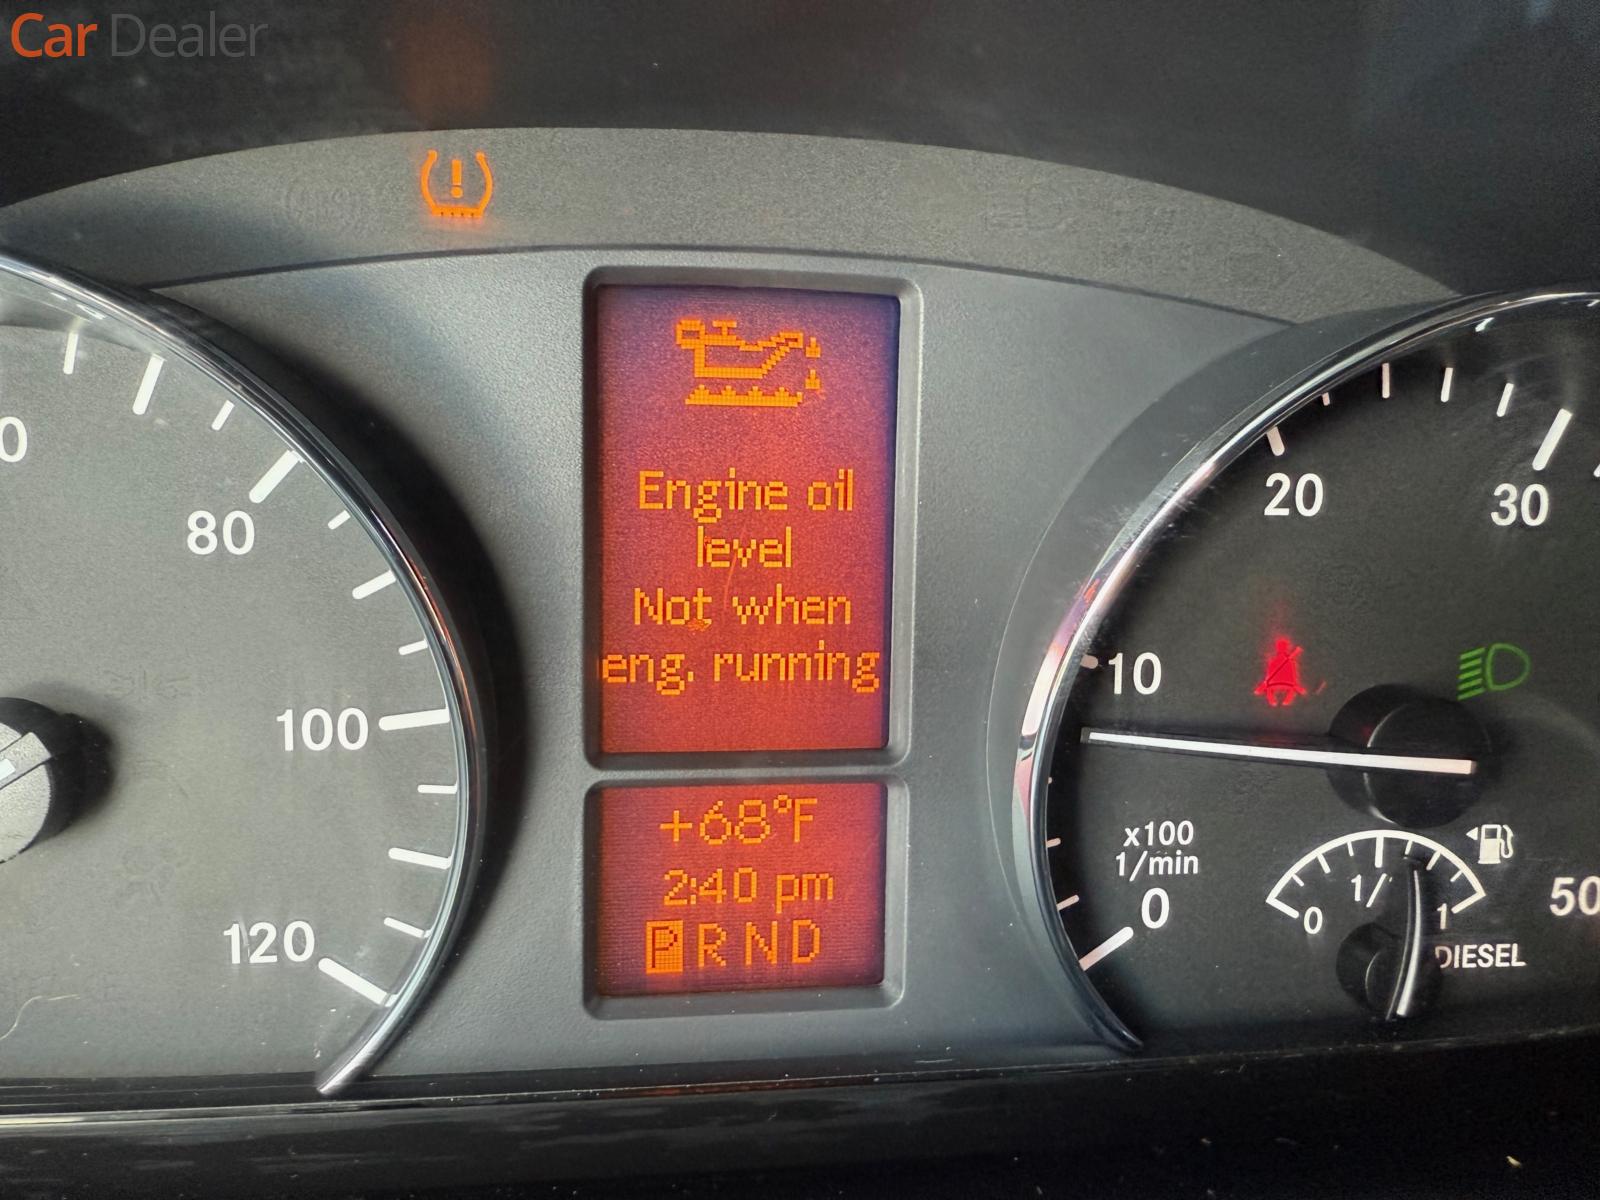 Car Dealer
Engine oil
level
Not when
eng. running
+68°F
2:40 pm
P R N D
80
100
120
0
10
20
30
50
x100
1/min
0
1/
1
DIESEL